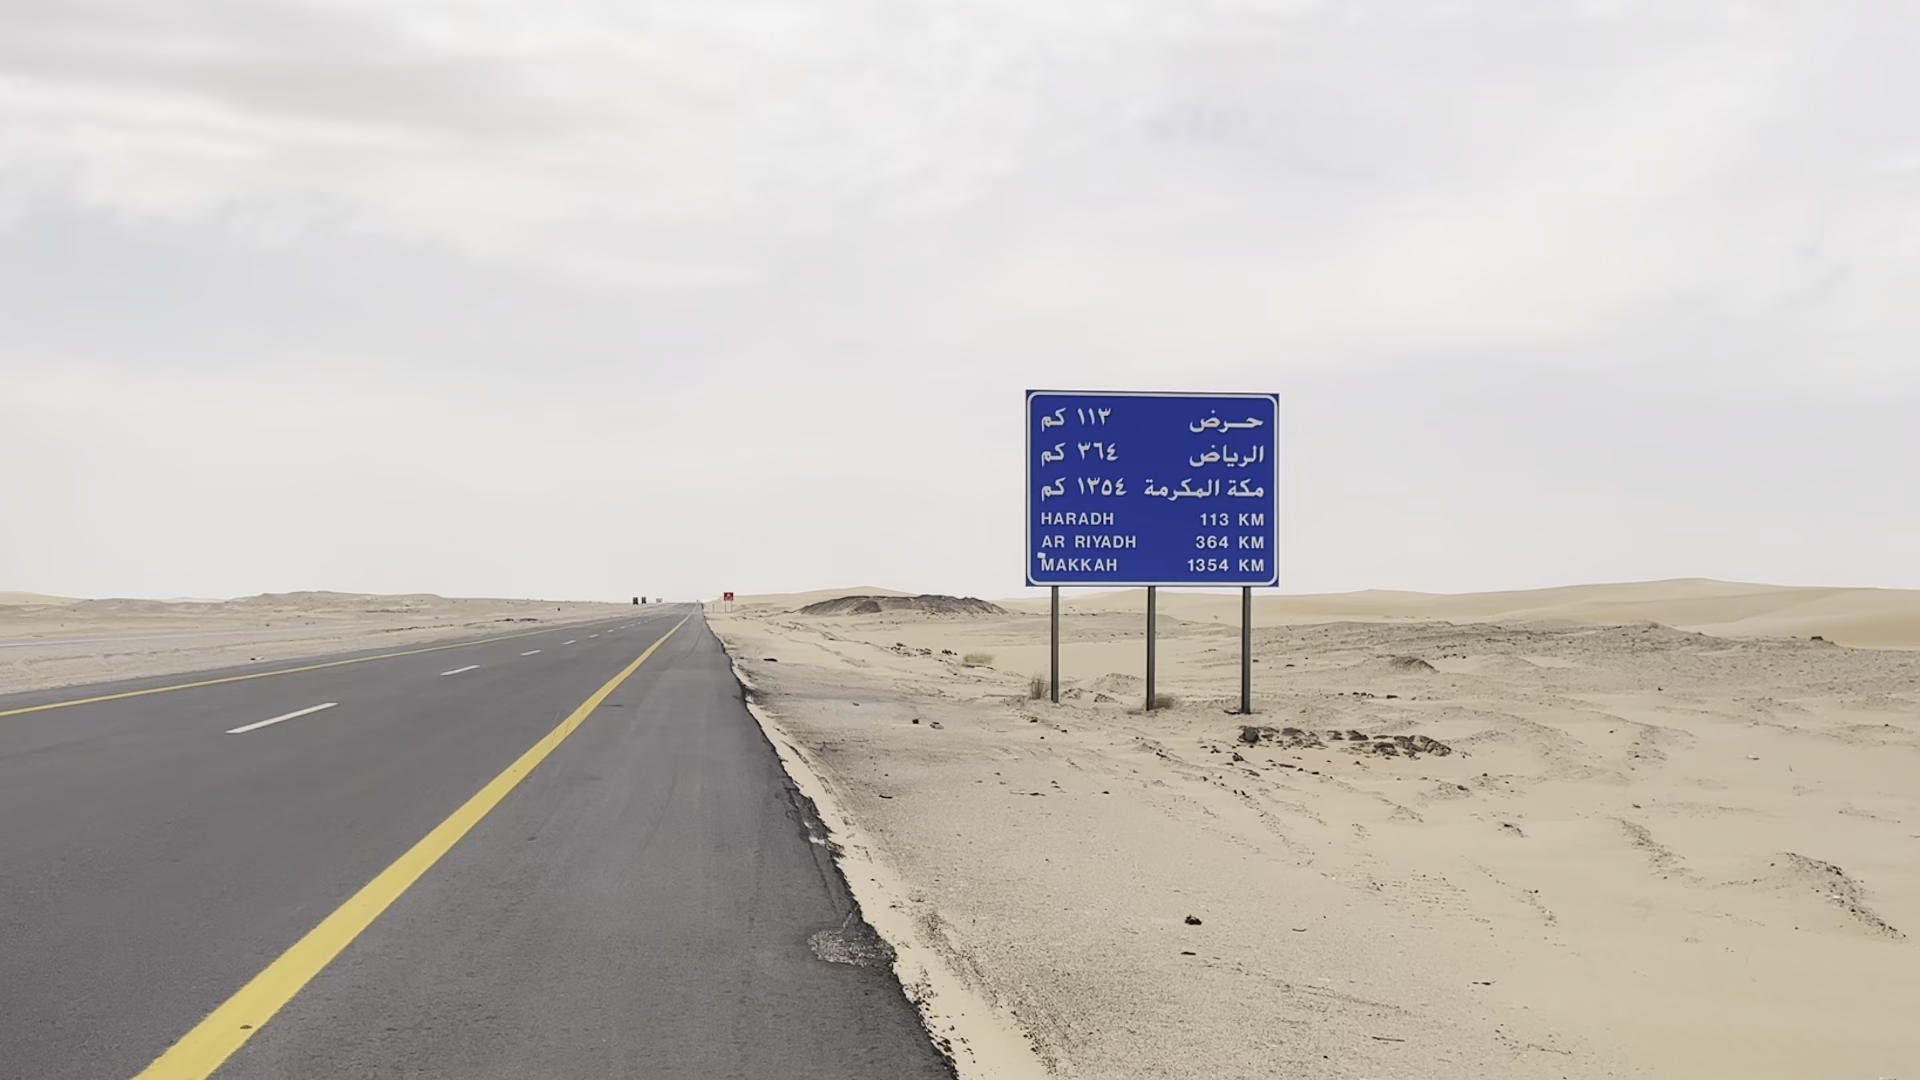 حرض ١١٣ كم
الرياض ٣٦٤ كم
مكة المكرمة ١٣٥٤ كم
HARADH 113 KM
AR RIYADH 364 KM
MAKKAH 1354 KM